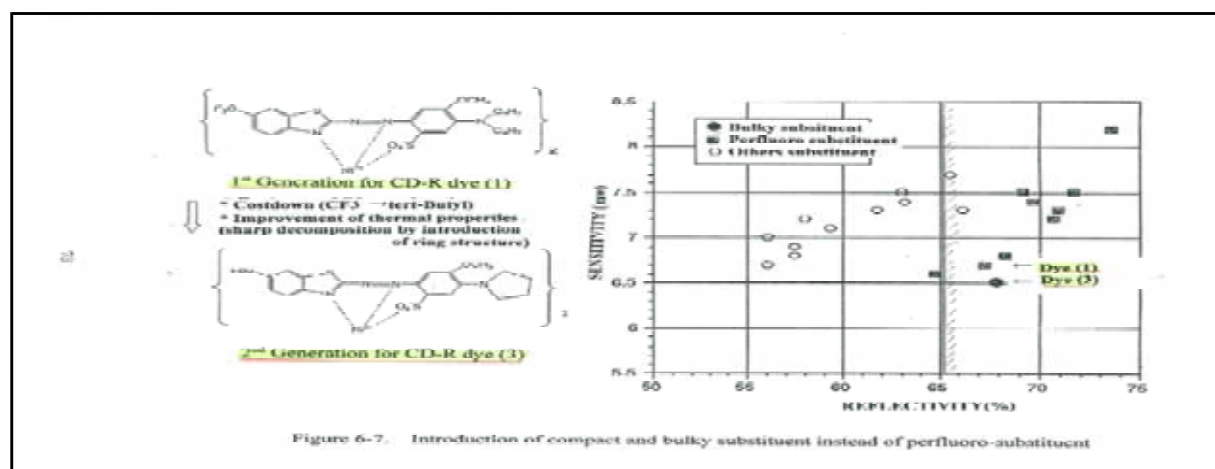 1st Generation for CD-R dye (1)
* Costdown (CF3 → tert-Butyl)
* Improvement of thermal properties
(sharp decomposition by introduction
of ring structure)
2nd Generation for CD-R dye (3)
SENSITIVITY (mw)
8.5
8
7.5
7
6.5
6
5.5
Bulky subsituent
Perfluoro substituent
Others substituent
Dye (1)
Dye (3)
50
55
60
65
70
75
REFLECTIVITY(%)
Figure 6-7. Introduction of compact and bulky substituent instead of perfluoro-substituent